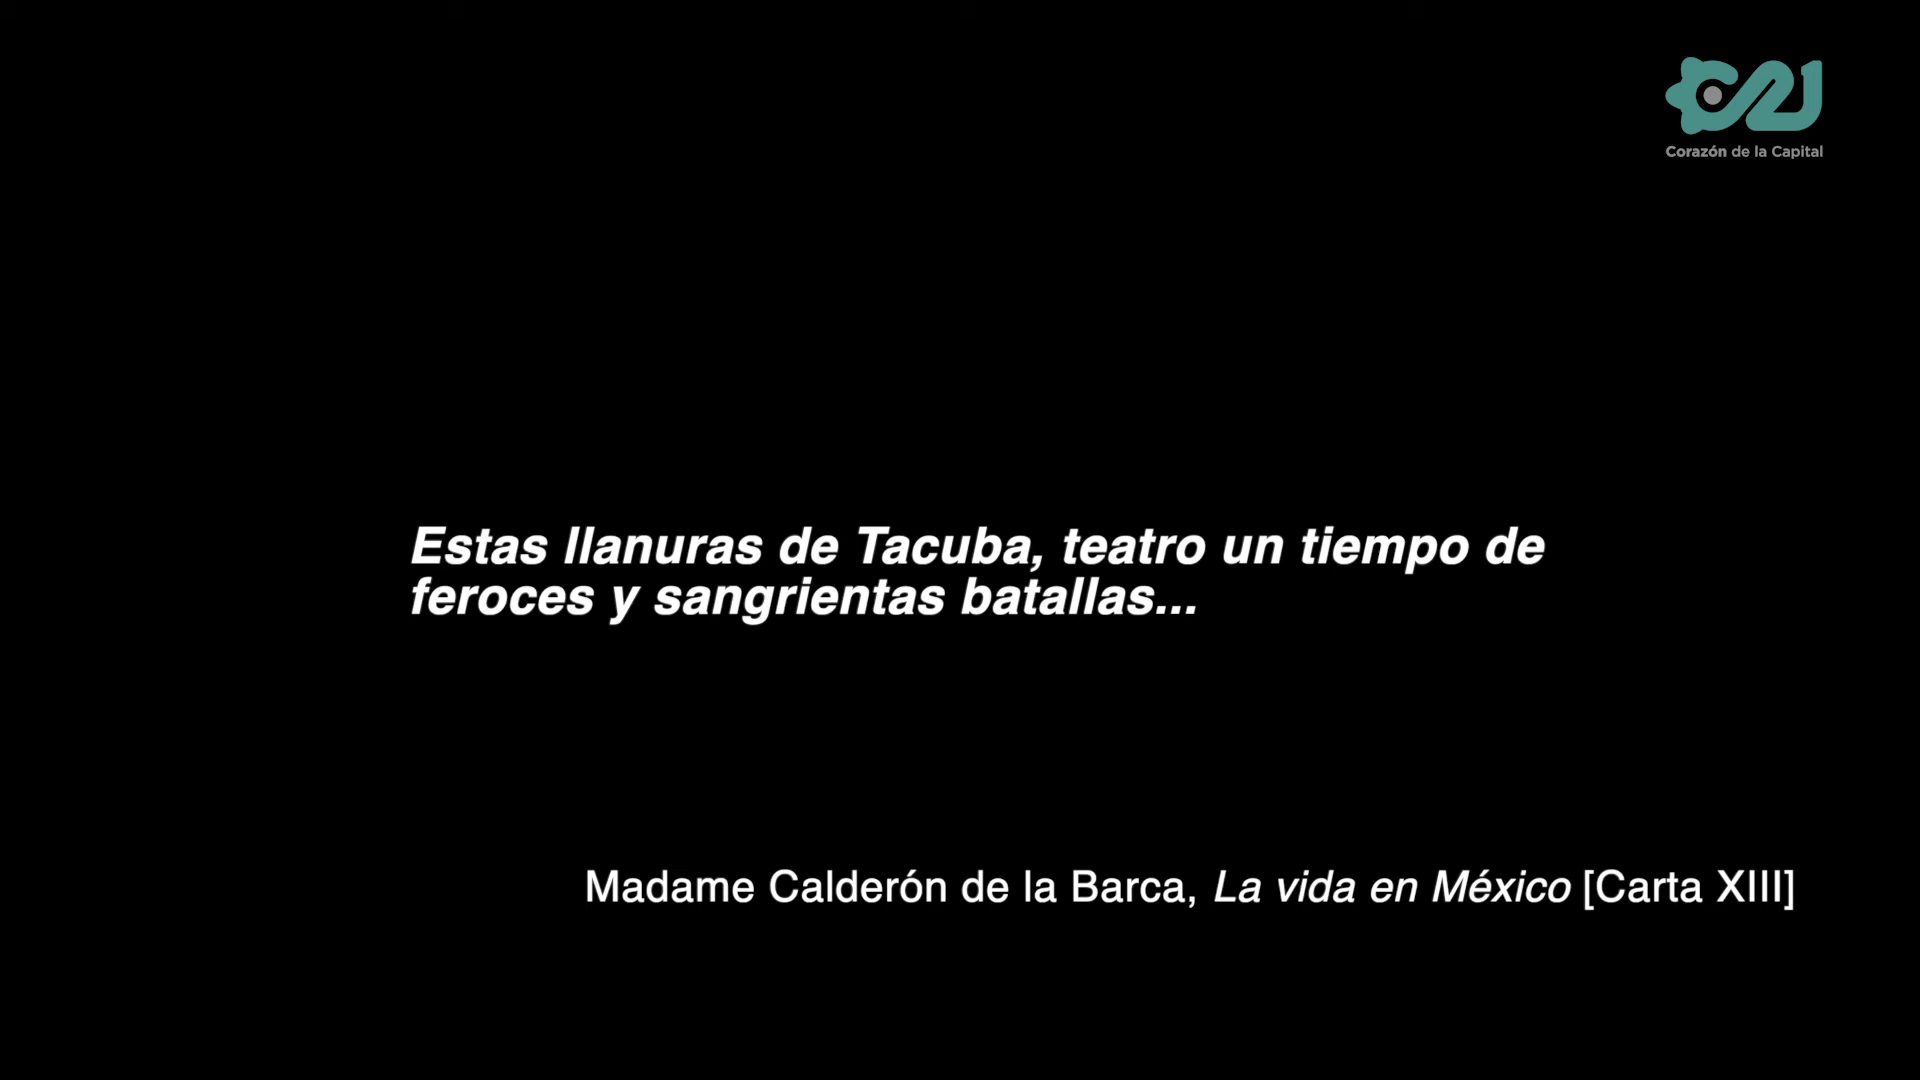 C21
Corazón de la Capital
Estas llanuras de Tacuba, teatro un tiempo de
feroces y sangrientas batallas...
Madame Calderón de la Barca, La vida en México [Carta XIII]